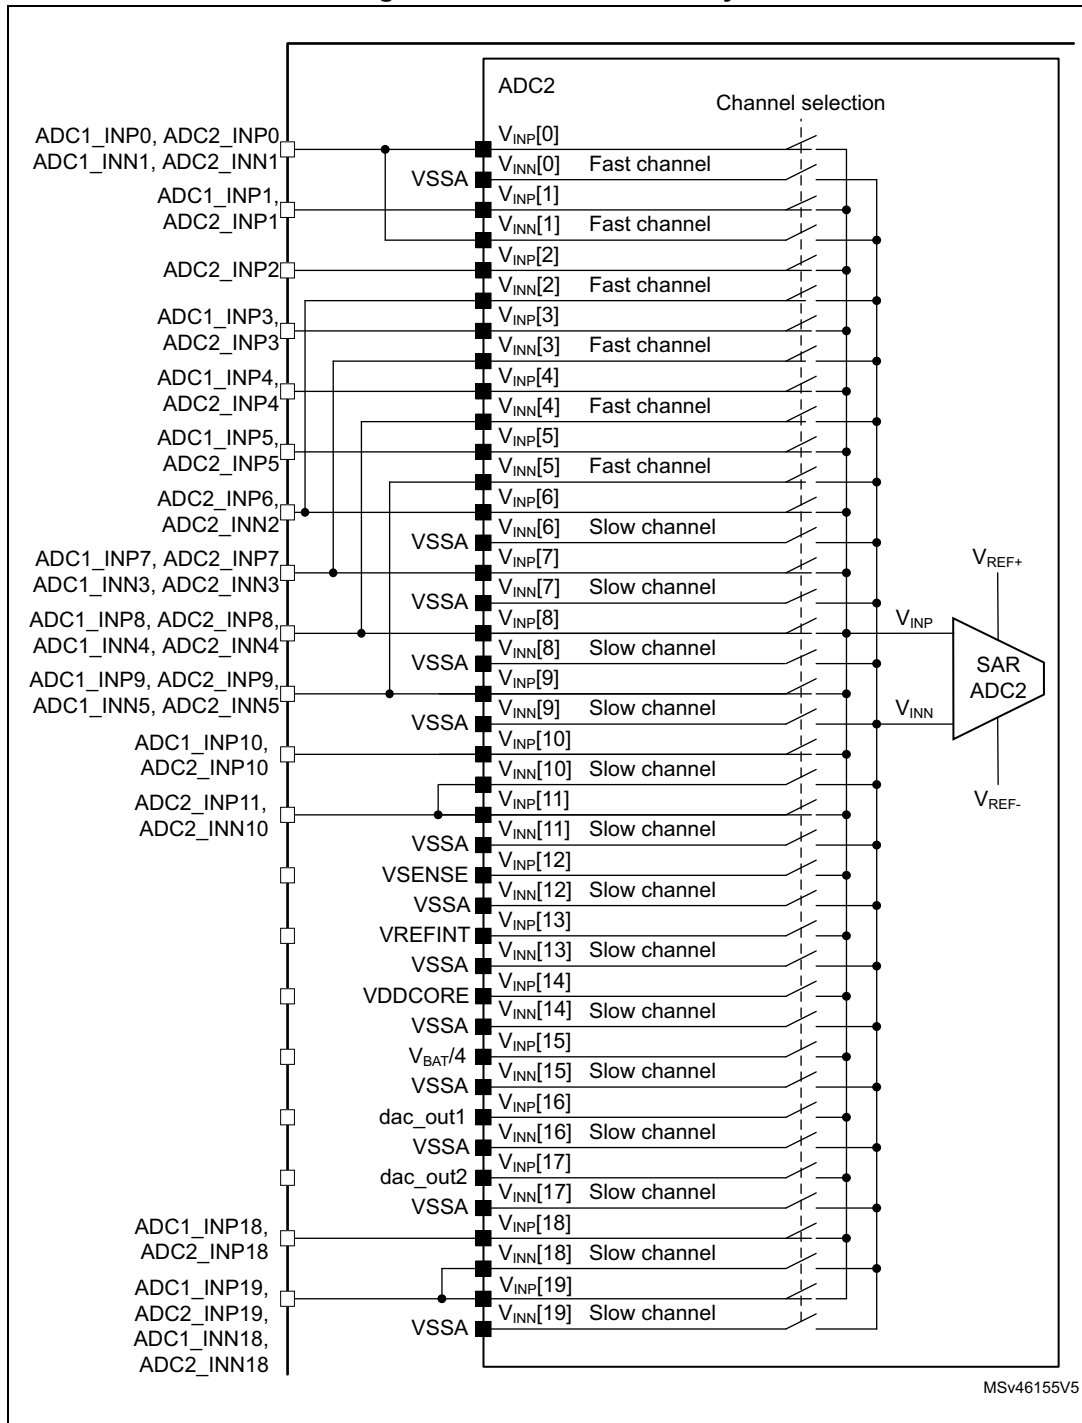 ADC2
Channel selection
ADC1_INP0, ADC2_INP0
ADC1_INN1, ADC2_INN1
VINP[0]
VINN[0] Fast channel
VSSA
ADC1_INP1,
ADC2_INP1
VINP[1]
VINN[1] Fast channel
ADC2_INP2
VINP[2]
VINN[2] Fast channel
ADC1_INP3,
ADC2_INP3
VINP[3]
VINN[3] Fast channel
ADC1_INP4,
ADC2_INP4
VINP[4]
VINN[4] Fast channel
ADC1_INP5,
ADC2_INP5
VINP[5]
VINN[5] Fast channel
ADC2_INP6,
ADC2_INN2
VINP[6]
VINN[6] Slow channel
VSSA
ADC1_INP7, ADC2_INP7
ADC1_INN3, ADC2_INN3
VINP[7]
VINN[7] Slow channel
VSSA
ADC1_INP8, ADC2_INP8,
ADC1_INN4, ADC2_INN4
VINP[8]
VINN[8] Slow channel
VSSA
ADC1_INP9, ADC2_INP9,
ADC1_INN5, ADC2_INN5
VINP[9]
VINN[9] Slow channel
VSSA
VREF+
VINP
SAR
ADC2
VINN
VREF-
ADC1_INP10,
ADC2_INP10
VINP[10]
VINN[10] Slow channel
ADC2_INP11,
ADC2_INN10
VINP[11]
VINN[11] Slow channel
VSSA
VINP[12]
VSENSE
VINN[12] Slow channel
VSSA
VINP[13]
VREFINT
VINN[13] Slow channel
VSSA
VINP[14]
VDDCORE
VINN[14] Slow channel
VSSA
VINP[15]
VBAT/4
VINN[15] Slow channel
VSSA
VINP[16]
dac_out1
VINN[16] Slow channel
VSSA
VINP[17]
dac_out2
VINN[17] Slow channel
VSSA
ADC1_INP18,
ADC2_INP18
VINP[18]
VINN[18] Slow channel
ADC1_INP19,
ADC2_INP19,
ADC1_INN18,
ADC2_INN18
VINP[19]
VINN[19] Slow channel
VSSA
MSv46155V5